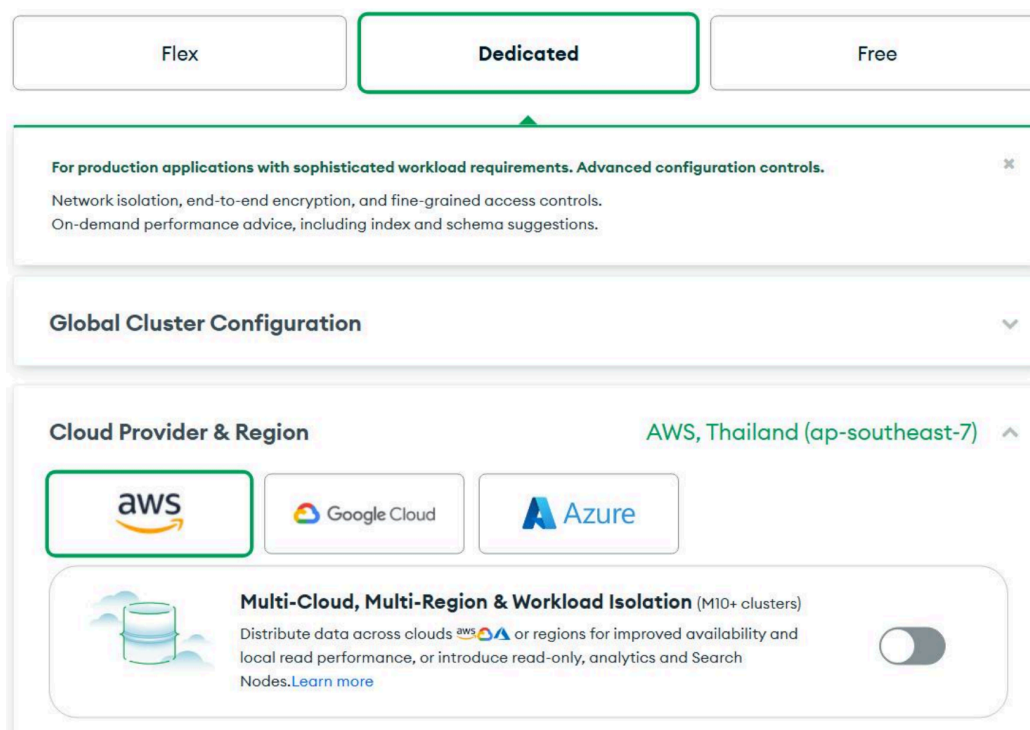 Flex
Dedicated
Free
For production applications with sophisticated workload requirements. Advanced configuration controls.
Network isolation, end-to-end encryption, and fine-grained access controls.
On-demand performance advice, including index and schema suggestions.
Global Cluster Configuration
Cloud Provider & Region
AWS, Thailand (ap-southeast-7)
aws
Google Cloud
Azure
Multi-Cloud, Multi-Region & Workload Isolation (M10+ clusters)
Distribute data across clouds aws or regions for improved availability and
local read performance, or introduce read-only, analytics and Search
Nodes.Learn more